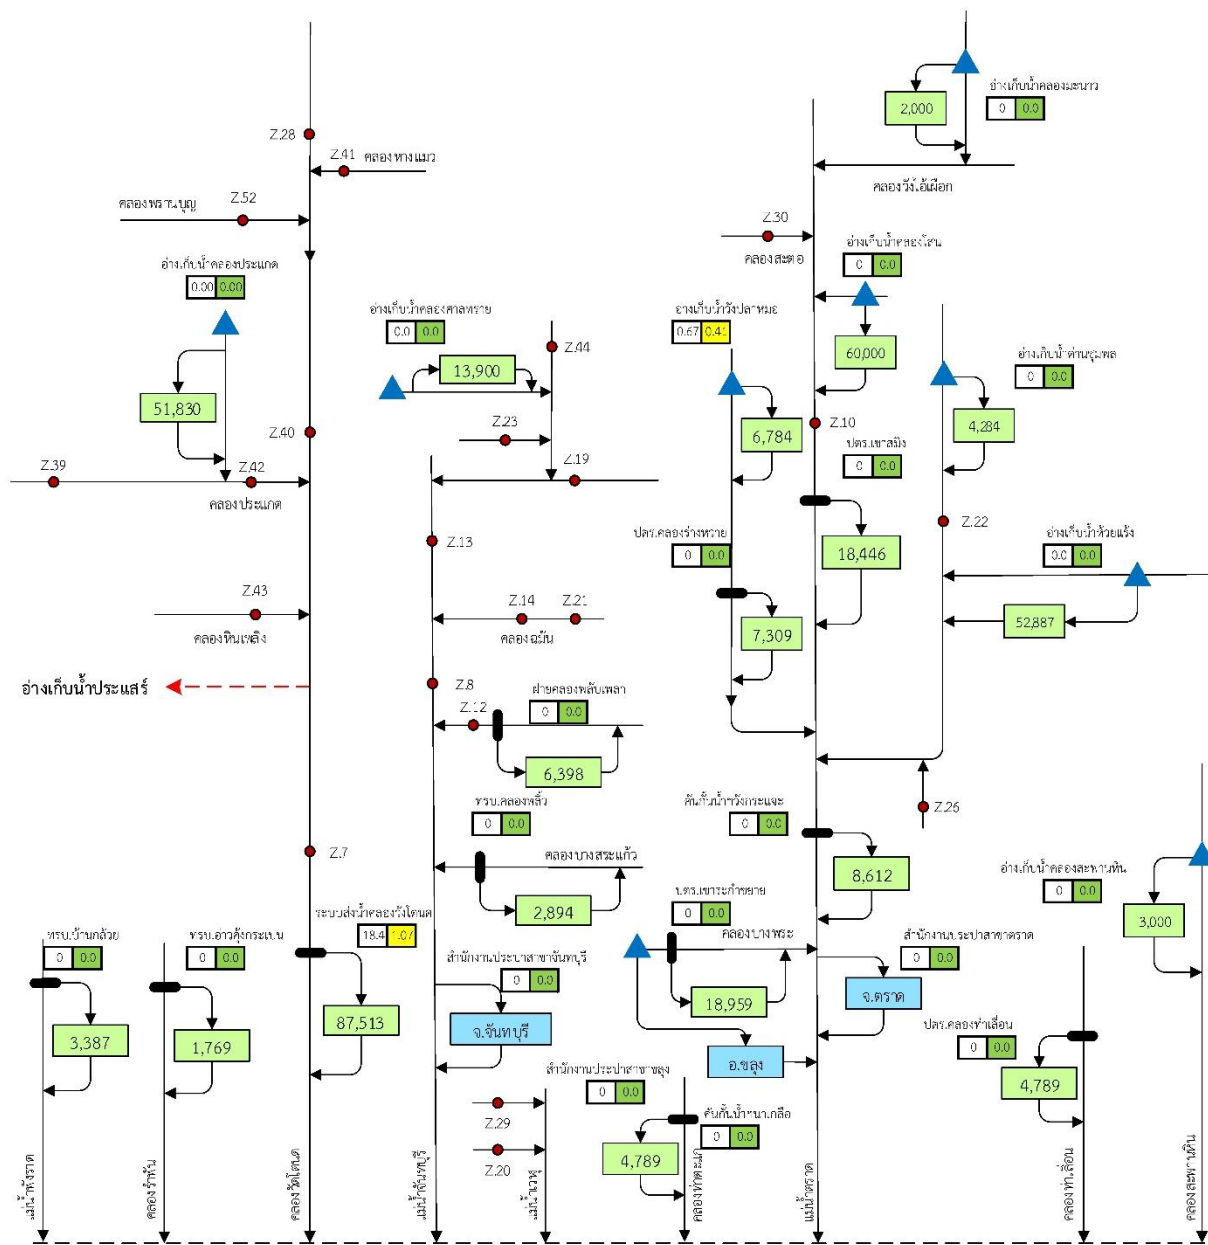 อ่างเก็บน้ำคลองมะนาว
0 0.0
2,000
Z.28
Z.41
คลองหางแมว
คลองวังไอ้เผือก
Z.52
คลองพรานบุญ
Z.30
คลองสะตอ
อ่างเก็บน้ำคลองโสน
0 0.0
อ่างเก็บน้ำคลองประแกด
0.00 0.00
อ่างเก็บน้ำคลองศาลทราย
0.0 0.0
อ่างเก็บน้ำวังปลาหมอ
0.67 0.41
Z.44
60,000
อ่างเก็บน้ำด่านชุมพล
0 0.0
13,900
51,830
Z.40
Z.23
6,784
Z.10
4,284
ปตร.เขาสมิง
0 0.0
Z.39
Z.42
คลองประแกด
Z.19
Z.13
Z.22
ปตร.คลองร่างหวาย
0 0.0
18,446
อ่างเก็บน้ำห้วยแร้ง
0.0 0.0
Z.43
คลองหินเพลิง
Z.14
Z.21
คลองฉมัน
7,309
52,887
อ่างเก็บน้ำประแสร์
Z.8
Z.12
ฝายคลองพลับเพลา
0 0.0
6,398
ทรบ.คลองพลิ้ว
0 0.0
คันกั้นน้ำฯวังกระแจะ
0 0.0
Z.26
Z.7
คลองบางสระแก้ว
8,612
อ่างเก็บน้ำคลองสะพานหิน
0 0.0
2,894
ปตร.เขาระกำขยาย
0 0.0
3,000
ระบบส่งน้ำคลองวังโตนด
18.4 1.07
ทรบ.บ้านกล้วย
0 0.0
ทรบ.อ่าวคุ้งกระเบน
0 0.0
คลองบางพระ
สำนักงานประปาสาขาตราด
0 0.0
สำนักงานประปาสาขาจันทบุรี
0 0.0
18,959
จ.ตราด
87,513
จ.จันทบุรี
3,387
1,769
ปตร.คลองท่าเลื่อน
0 0.0
อ.ขลุง
สำนักงานประปาสาขาขลุง
0 0.0
4,789
Z.29
คันกั้นน้ำฯนาเกลือ
0 0.0
Z.20
4,789
แม่น้ำพังราด
คลองรำพัน
คลองวังโตนด
แม่น้ำจันทบุรี
แม่น้ำเวฬุ
แม่น้ำตราด
คลองท่าเลื่อน
คลองสะพานหิน